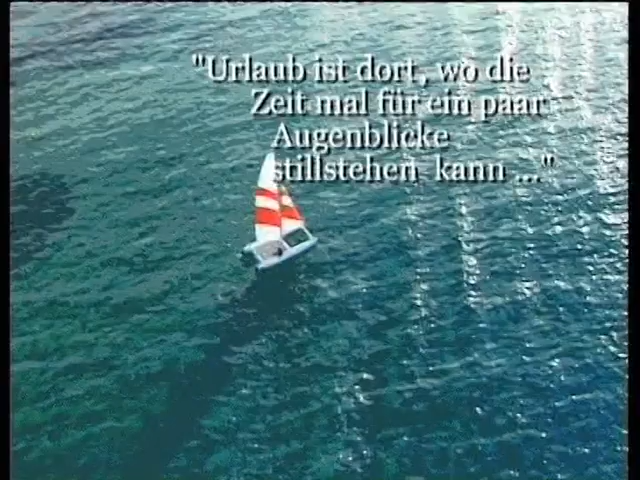 "Urlaub ist dort, wo die
Zeit mal für ein paar
Augenblicke
stillstehen kann ..."